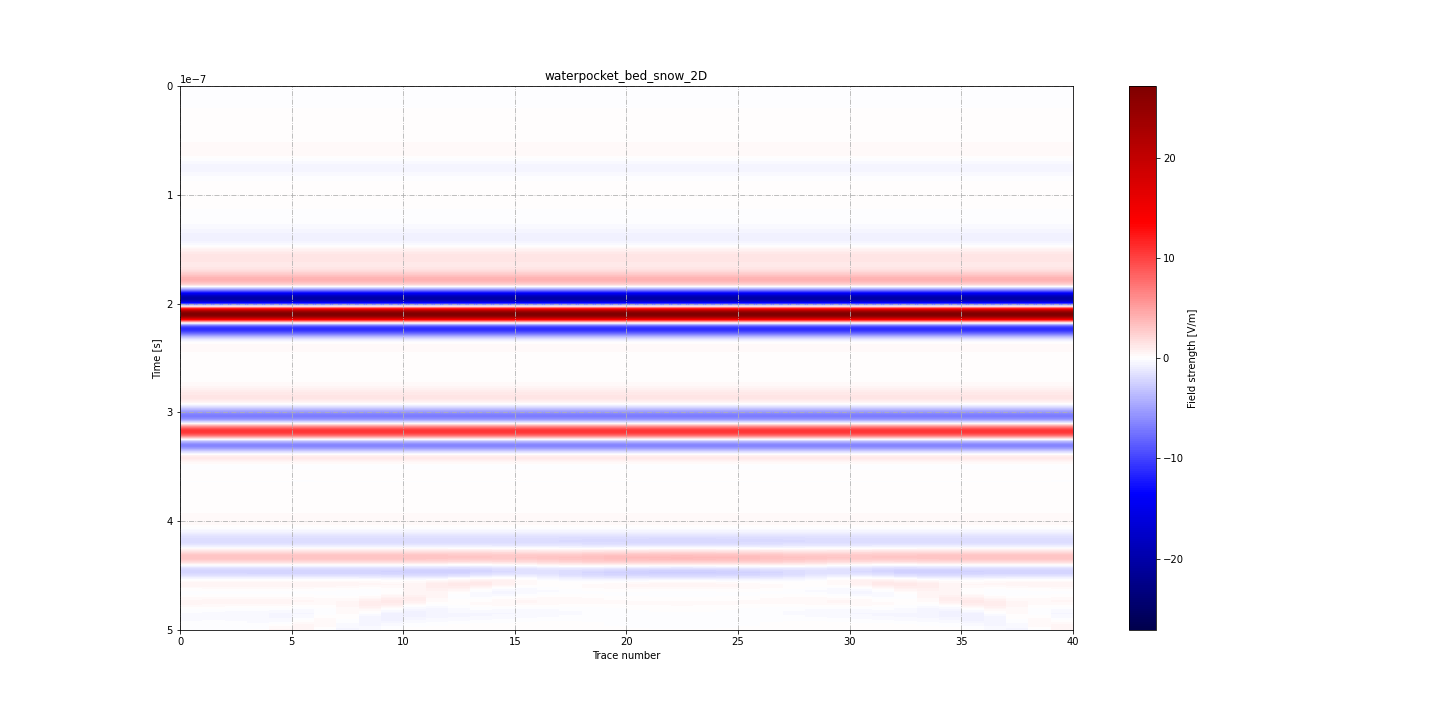 waterpocket_bed_snow_2D
1e−7
0
1
2
3
4
5
Time [s]
0 5 10 15 20 25 30 35 40
Trace number
20
10
0
−10
−20
Field strength [V/m]